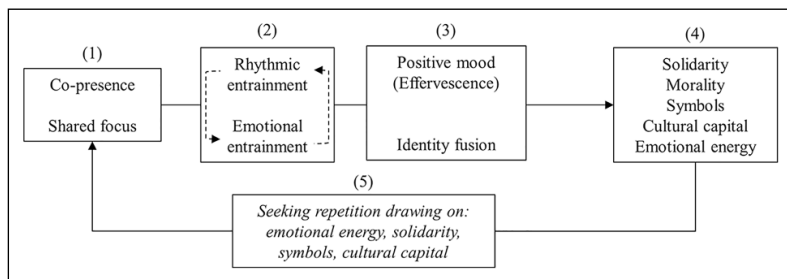 (1)
Co-presence
Shared focus
(2)
Rhythmic
entrainment
Emotional
entrainment
(3)
Positive mood
(Effervescence)
Identity fusion
(4)
Solidarity
Morality
Symbols
Cultural capital
Emotional energy
(5)
Seeking repetition drawing on:
emotional energy, solidarity,
symbols, cultural capital